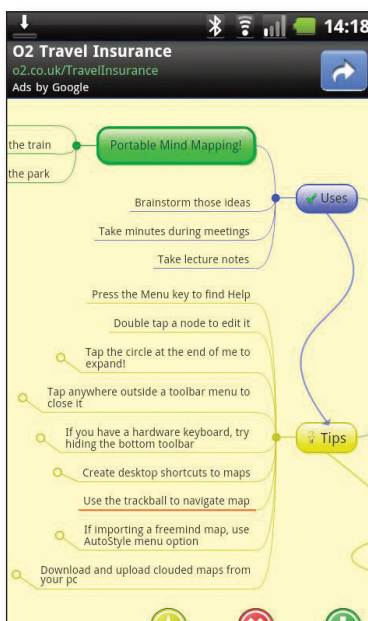 14:18
O2 Travel Insurance
o2.co.uk/TravelInsurance
Ads by Google
the train
the park
Portable Mind Mapping!
Brainstorm those ideas
Take minutes during meetings
Take lecture notes
Uses
Press the Menu key to find Help
Double tap a node to edit it
Tap the circle at the end of me to
expand!
Tap anywhere outside a toolbar menu to
close it
If you have a hardware keyboard, try
hiding the bottom toolbar
Create desktop shortcuts to maps
Use the trackball to navigate map
If importing a freemind map, use
AutoStyle menu option
Download and upload clouded maps from
your pc
Tips